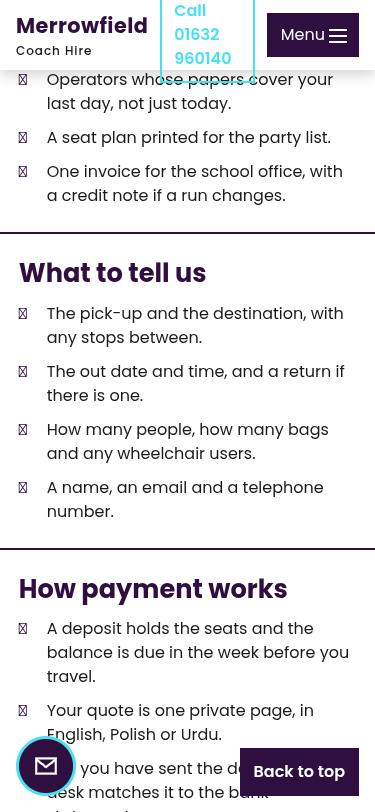 Merrowfield
Coach Hire
Call
01632
960140
Menu
Operators whose papers cover your
last day, not just today.
A seat plan printed for the party list.
One invoice for the school office, with
a credit note if a run changes.
What to tell us
The pick-up and the destination, with
any stops between.
The out date and time, and a return if
there is one.
How many people, how many bags
and any wheelchair users.
A name, an email and a telephone
number.
How payment works
A deposit holds the seats and the
balance is due in the week before you
travel.
Your quote is one private page, in
English, Polish or Urdu.
you have sent the
desk matches it to the bank
Back to top